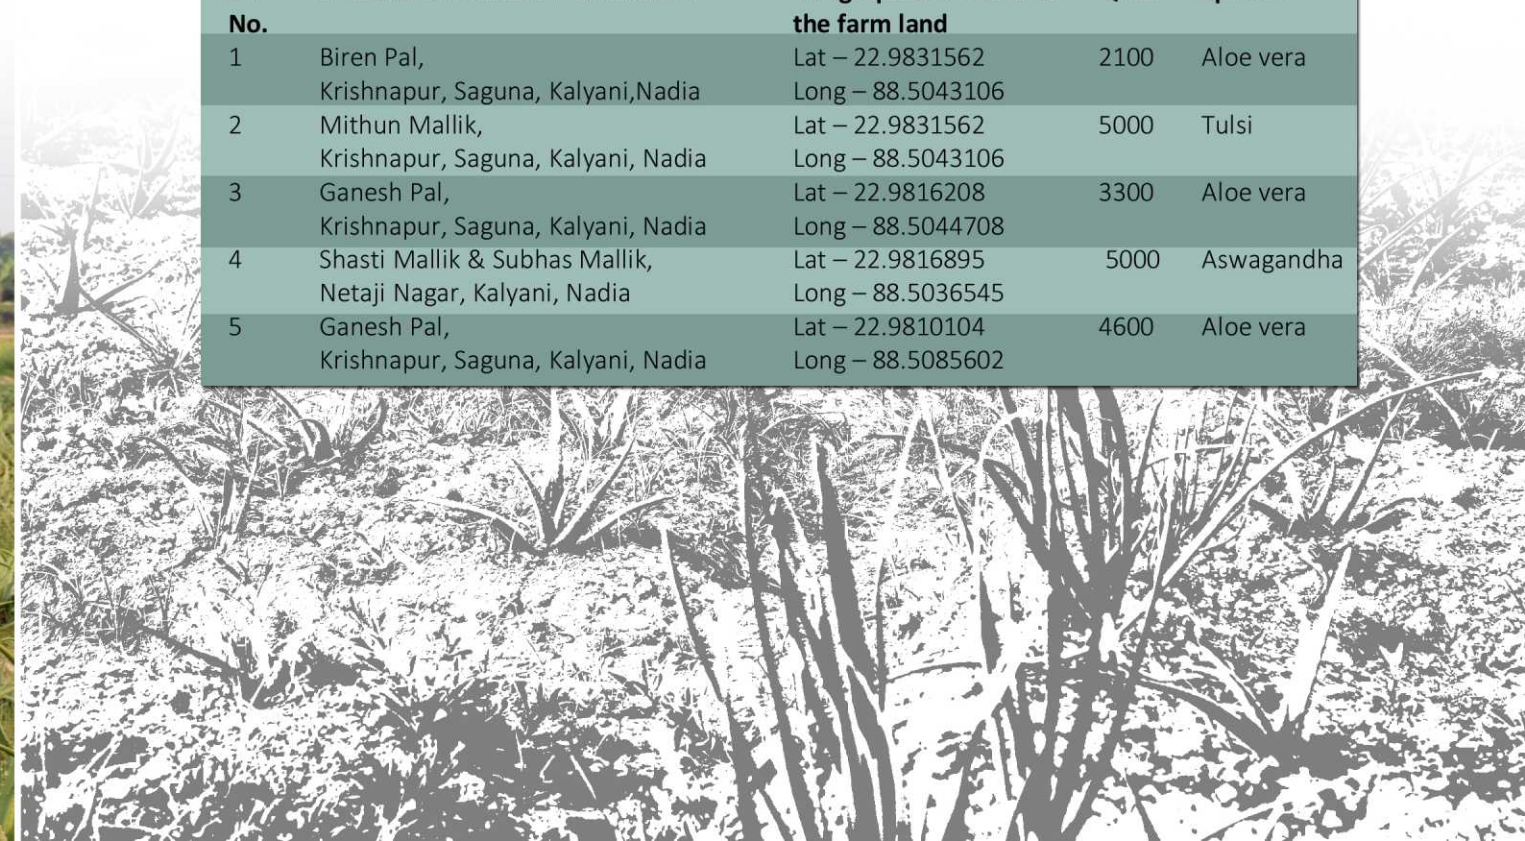 No. the farm land
1 Biren Pal, Lat – 22.9831562 2100 Aloe vera
Krishnapur, Saguna, Kalyani,Nadia Long – 88.5043106
2 Mithun Mallik, Lat – 22.9831562 5000 Tulsi
Krishnapur, Saguna, Kalyani, Nadia Long – 88.5043106
3 Ganesh Pal, Lat – 22.9816208 3300 Aloe vera
Krishnapur, Saguna, Kalyani, Nadia Long – 88.5044708
4 Shasti Mallik & Subhas Mallik, Lat – 22.9816895 5000 Aswagandha
Netaji Nagar, Kalyani, Nadia Long – 88.5036545
5 Ganesh Pal, Lat – 22.9810104 4600 Aloe vera
Krishnapur, Saguna, Kalyani, Nadia Long – 88.5085602